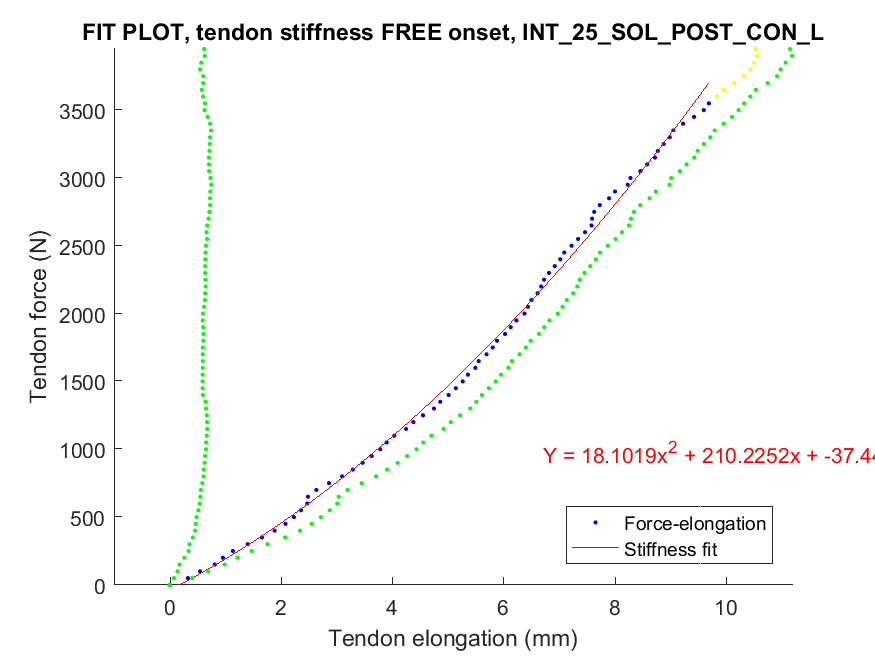 FIT PLOT, tendon stiffness FREE onset, INT_25_SOL_POST_CON_L
Tendon force (N)
3500
3000
2500
2000
1500
1000
500
0
Y = 18.1019x² + 210.2252x + -37.44
Force-elongation
Stiffness fit
0 2 4 6 8 10
Tendon elongation (mm)